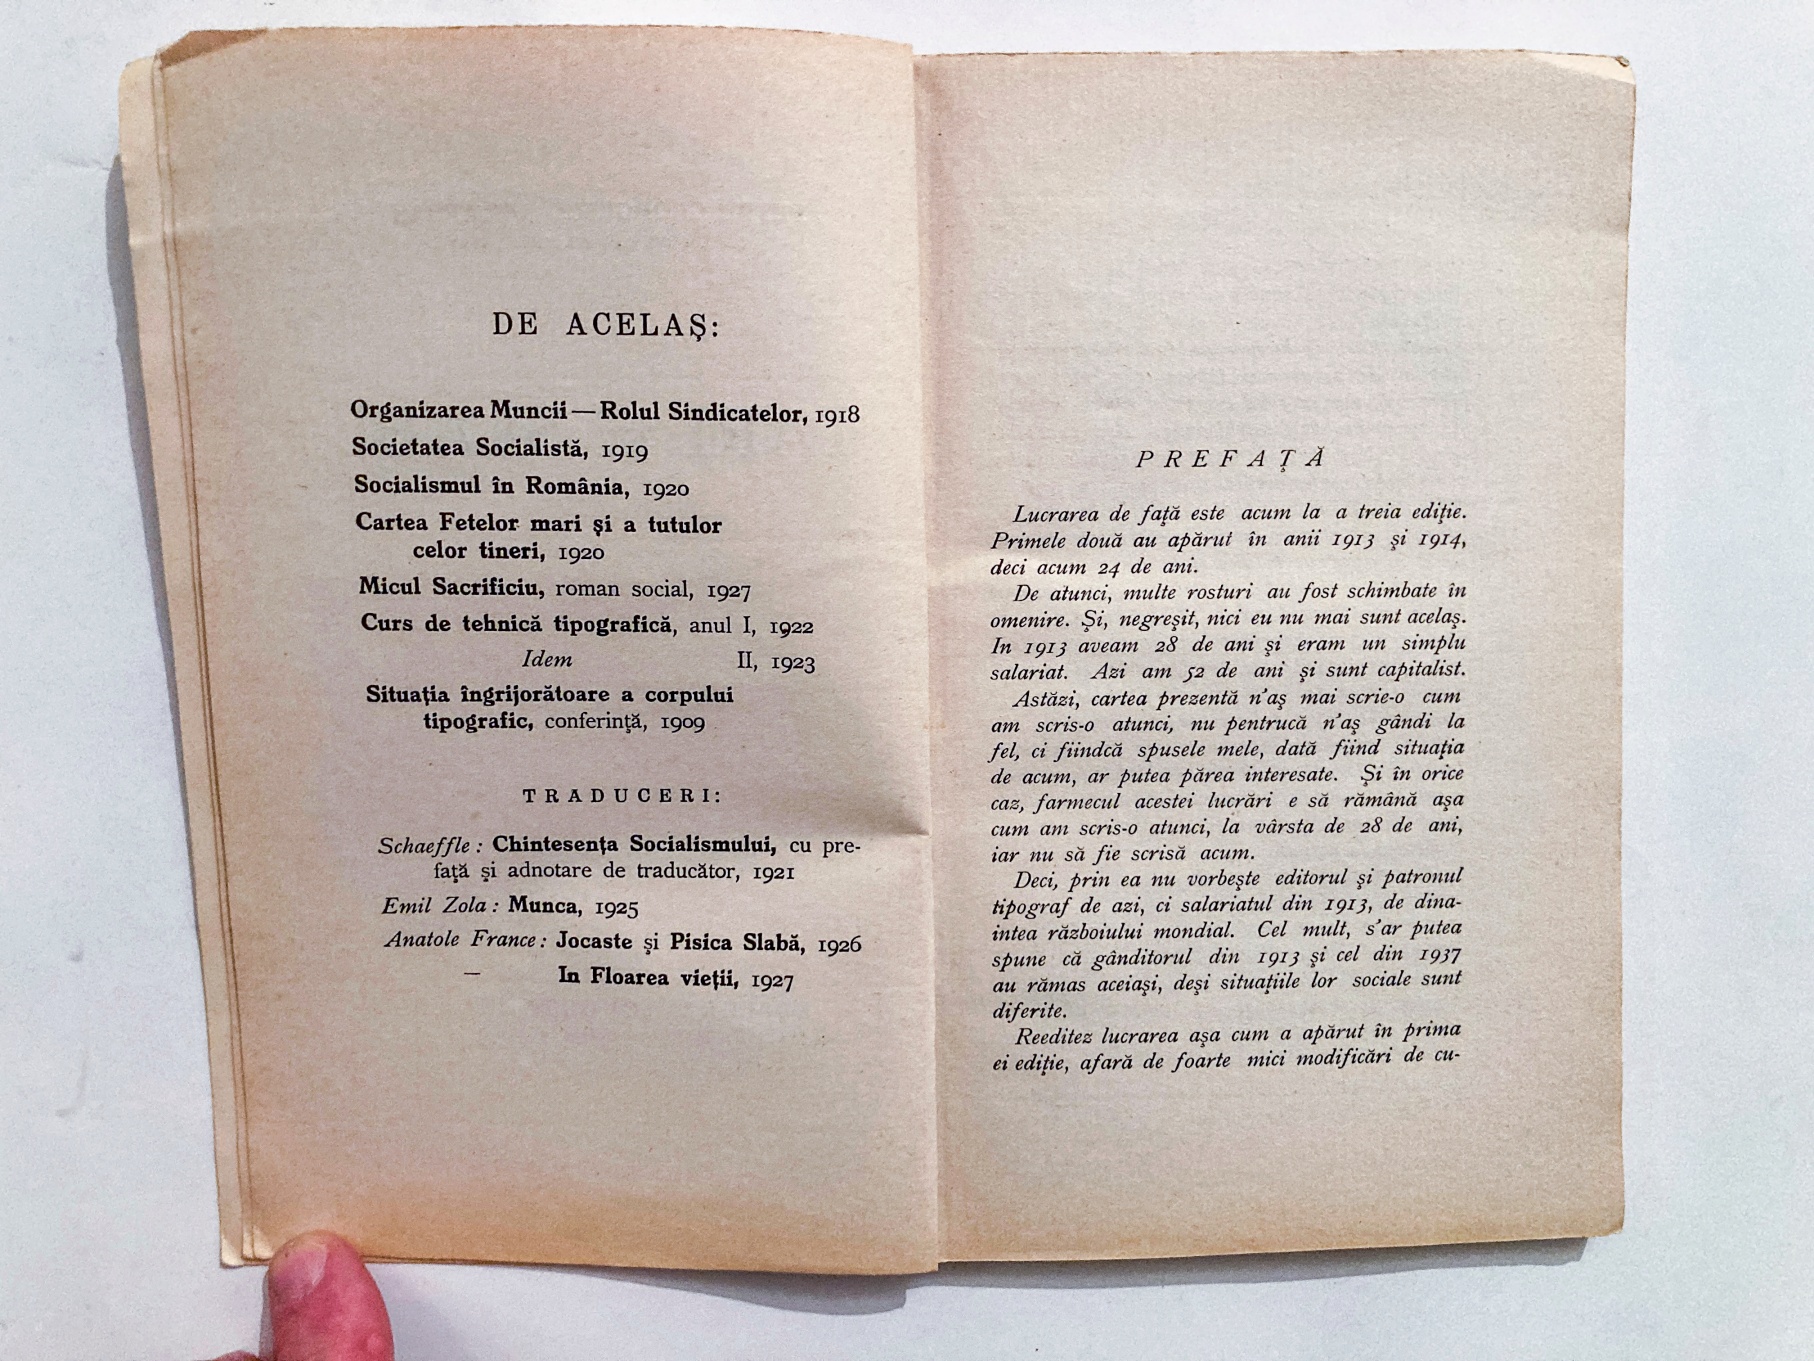 DE ACELAŞ:
Organizarea Muncii — Rolul Sindicatelor, 1918
Societatea Socialistă, 1919
Socialismul în România, 1920
Cartea Fetelor mari şi a tutulor
celor tineri, 1920
Micul Sacrificiu, roman social, 1927
Curs de tehnică tipografică, anul I, 1922
Idem II, 1923
Situaţia îngrijorătoare a corpului
tipografic, conferinţă, 1909
TRADUCERI:
Schaeffle: Chintesenţa Socialismului, cu pre-
faţă şi adnotare de traducător, 1921
Emil Zola: Munca, 1925
Anatole France: Jocaste şi Pisica Slabă, 1926
— In Floarea vieţii, 1927
PREFAŢĂ
Lucrarea de faţă este acum la a treia ediţie.
Primele două au apărut în anii 1913 şi 1914,
deci acum 24 de ani.
De atunci, multe rosturi au fost schimbate în
omenire. Şi, negreşit, nici eu nu mai sunt acelaş.
In 1913 aveam 28 de ani şi eram un simplu
salariat. Azi am 52 de ani şi sunt capitalist.
Astăzi, cartea prezentă n'aş mai scrie-o cum
am scris-o atunci, nu pentrucă n'aş gândi la
fel, ci fiindcă spusele mele, dată fiind situaţia
de acum, ar putea părea interesate. Şi în orice
caz, farmecul acestei lucrări e să rămână aşa
cum am scris-o atunci, la vârsta de 28 de ani,
iar nu să fie scrisă acum.
Deci, prin ea nu vorbeşte editorul şi patronul
tipograf de azi, ci salariatul din 1913, de dina-
intea războiului mondial. Cel mult, s'ar putea
spune că gânditorul din 1913 şi cel din 1937
au rămas aceiaşi, deşi situaţiile lor sociale sunt
diferite.
Reeditez lucrarea aşa cum a apărut în prima
ei ediţie, afară de foarte mici modificări de cu-